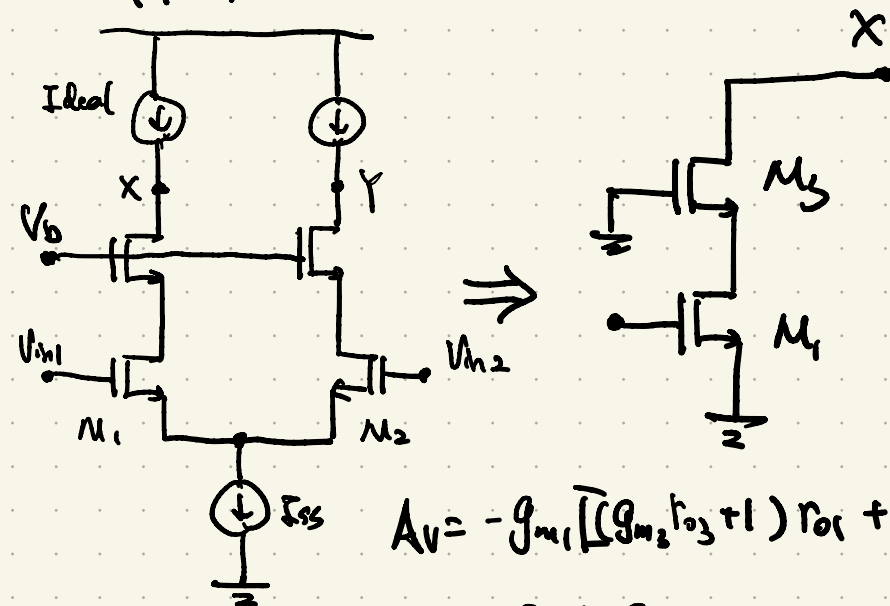 X
Ideal
X
Y
M3
Vb
Vin1
Vin2
M1
M1
M2
ISS
Av = - gm1 [(gm3 ro3 + 1) ro1 +